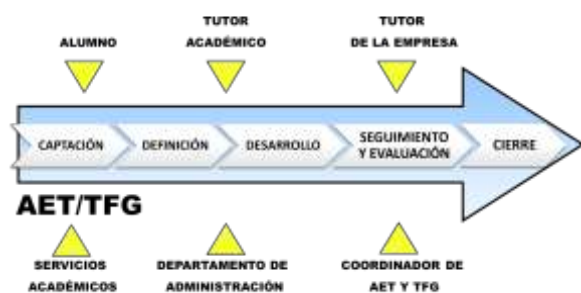 ALUMNO
TUTOR
ACADÉMICO
TUTOR
DE LA EMPRESA
CAPTACIÓN
DEFINICIÓN
DESARROLLO
SEGUIMIENTO
Y EVALUACIÓN
CIERRE
AET/TFG
SERVICIOS
ACADÉMICOS
DEPARTAMENTO DE
ADMINISTRACIÓN
COORDINADOR DE
AET Y TFG